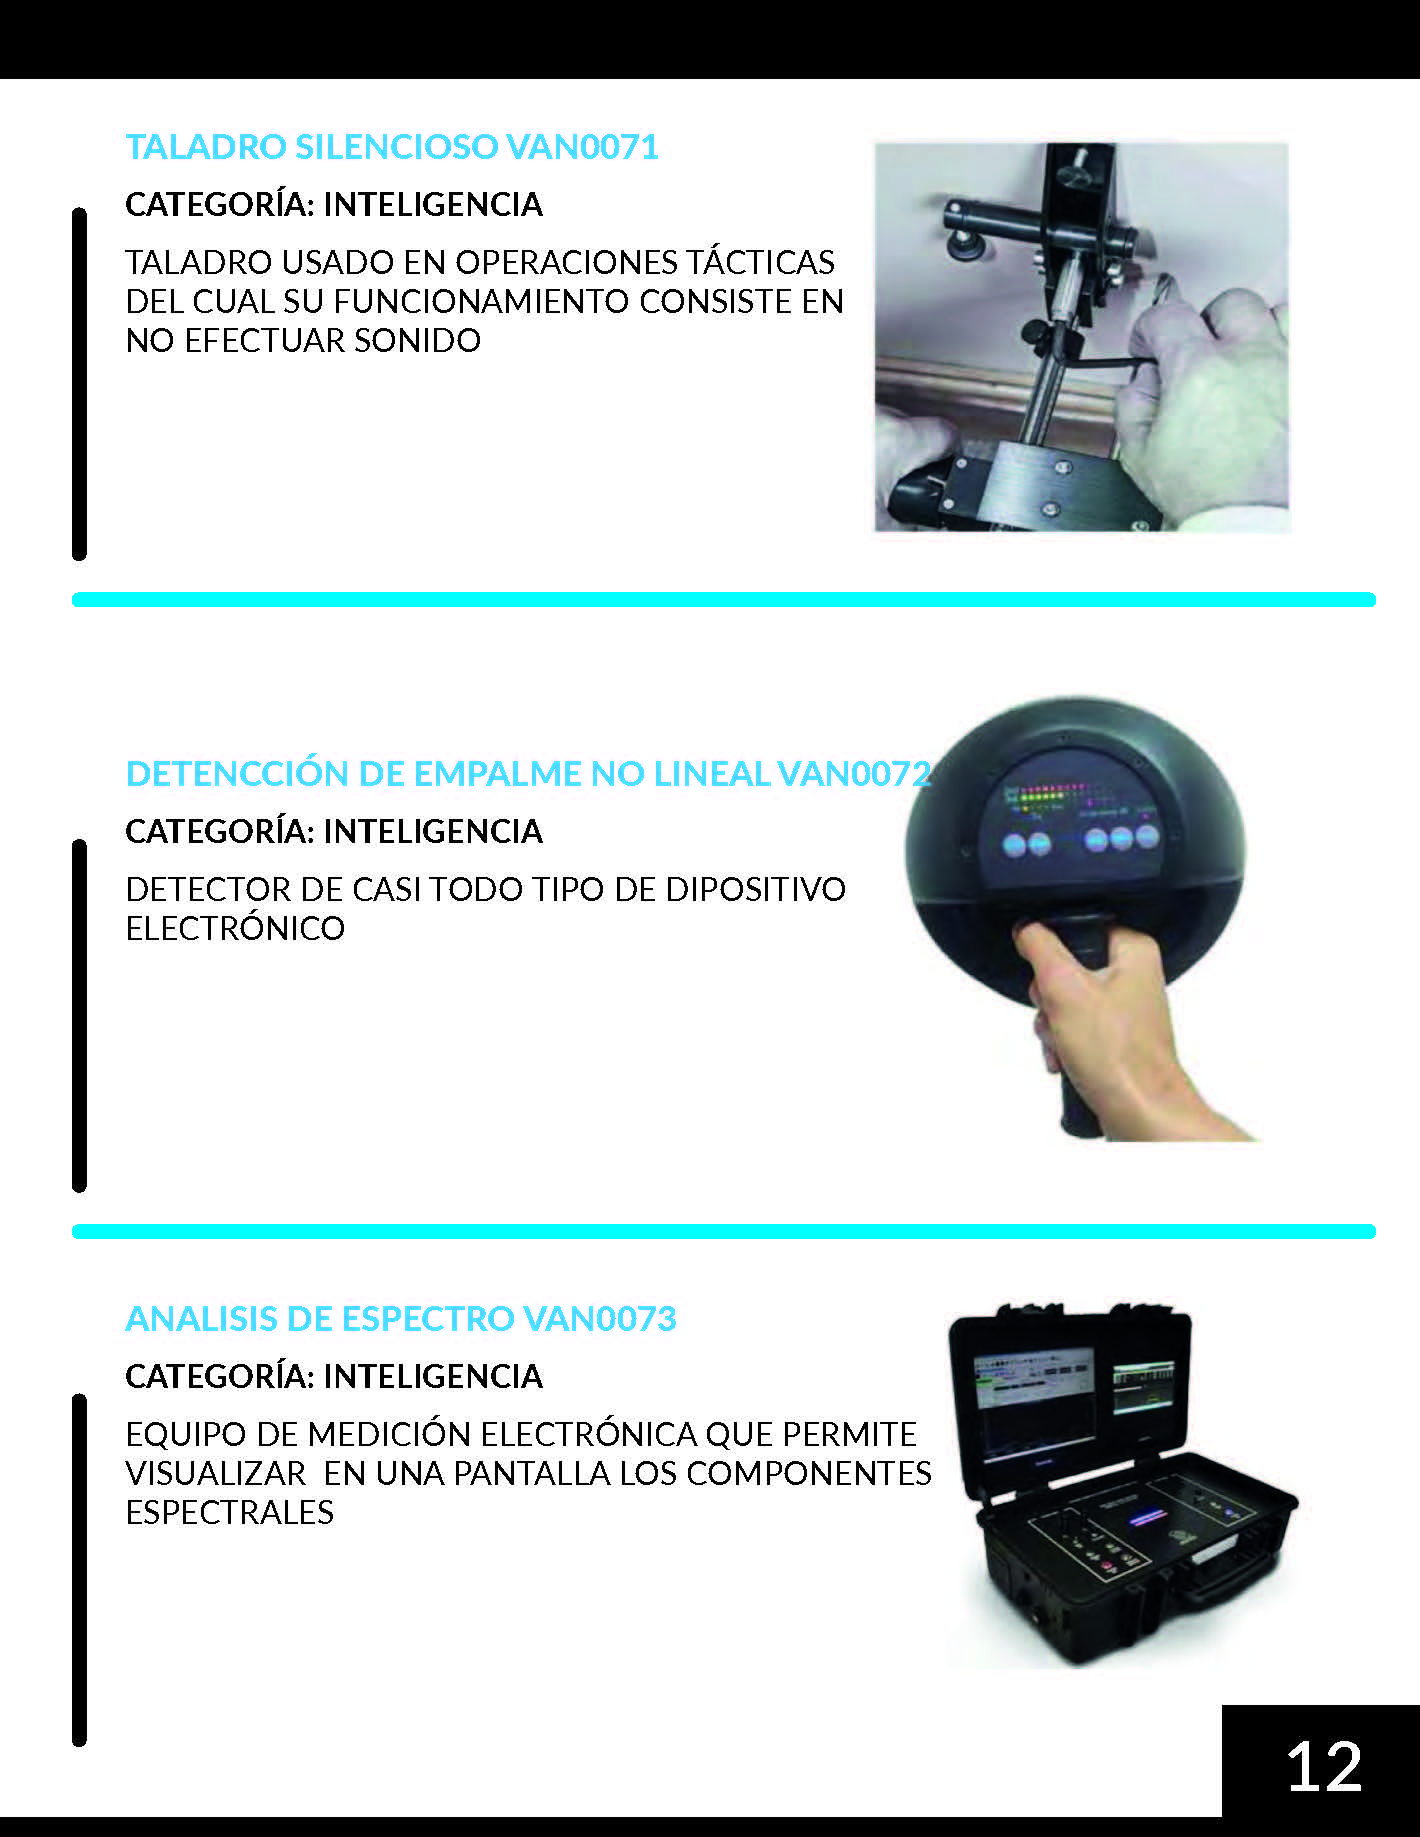 TALADRO SILENCIOSO VAN0071
CATEGORÍA: INTELIGENCIA
TALADRO USADO EN OPERACIONES TÁCTICAS
DEL CUAL SU FUNCIONAMIENTO CONSISTE EN
NO EFECTUAR SONIDO
DETENCCIÓN DE EMPALME NO LINEAL VAN0072
CATEGORÍA: INTELIGENCIA
DETECTOR DE CASI TODO TIPO DE DIPOSITIVO
ELECTRÓNICO
ANALISIS DE ESPECTRO VAN0073
CATEGORÍA: INTELIGENCIA
EQUIPO DE MEDICIÓN ELECTRÓNICA QUE PERMITE
VISUALIZAR  EN UNA PANTALLA LOS COMPONENTES
ESPECTRALES
12